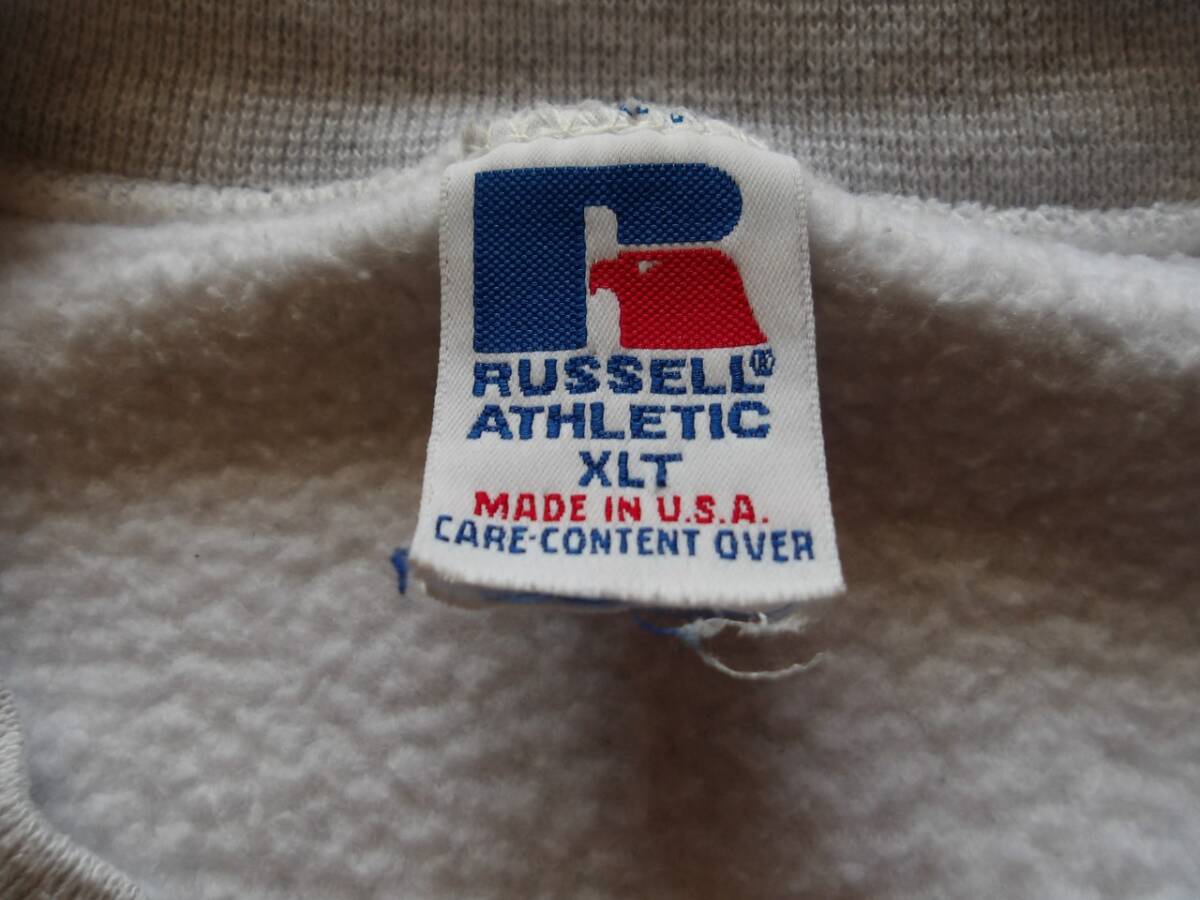 R
RUSSELL®
ATHLETIC
XLT
MADE IN U.S.A.
CARE-CONTENT OVER